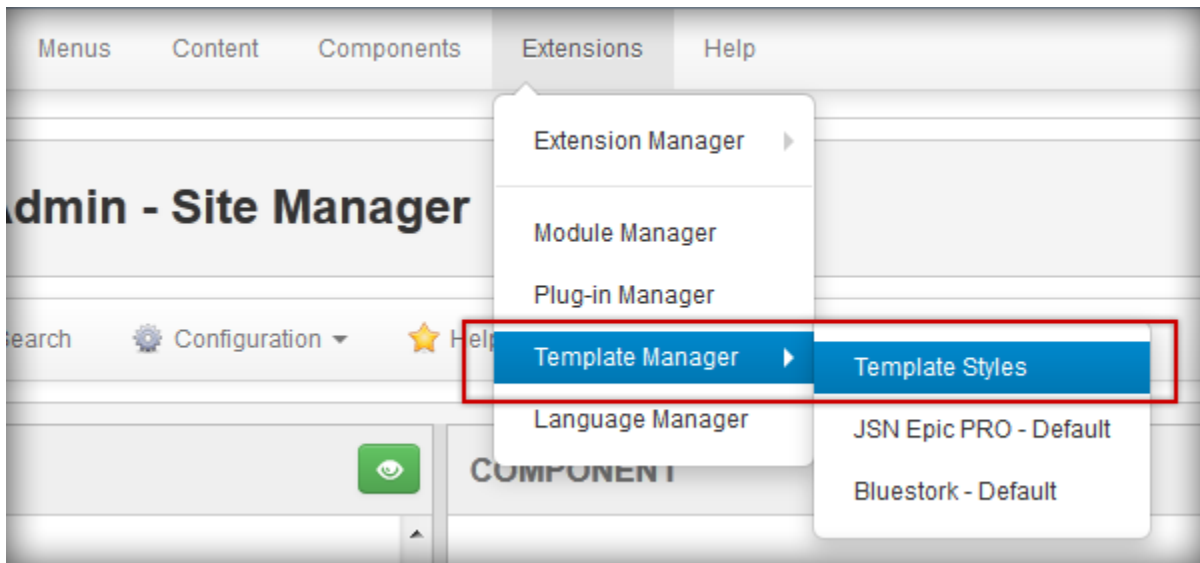 Menus Content Components Extensions Help
Extension Manager
Admin - Site Manager
Module Manager
Plug-in Manager
Search Configuration Help
Template Manager
Template Styles
Language Manager
JSN Epic PRO - Default
COMPONENT
Bluestork - Default